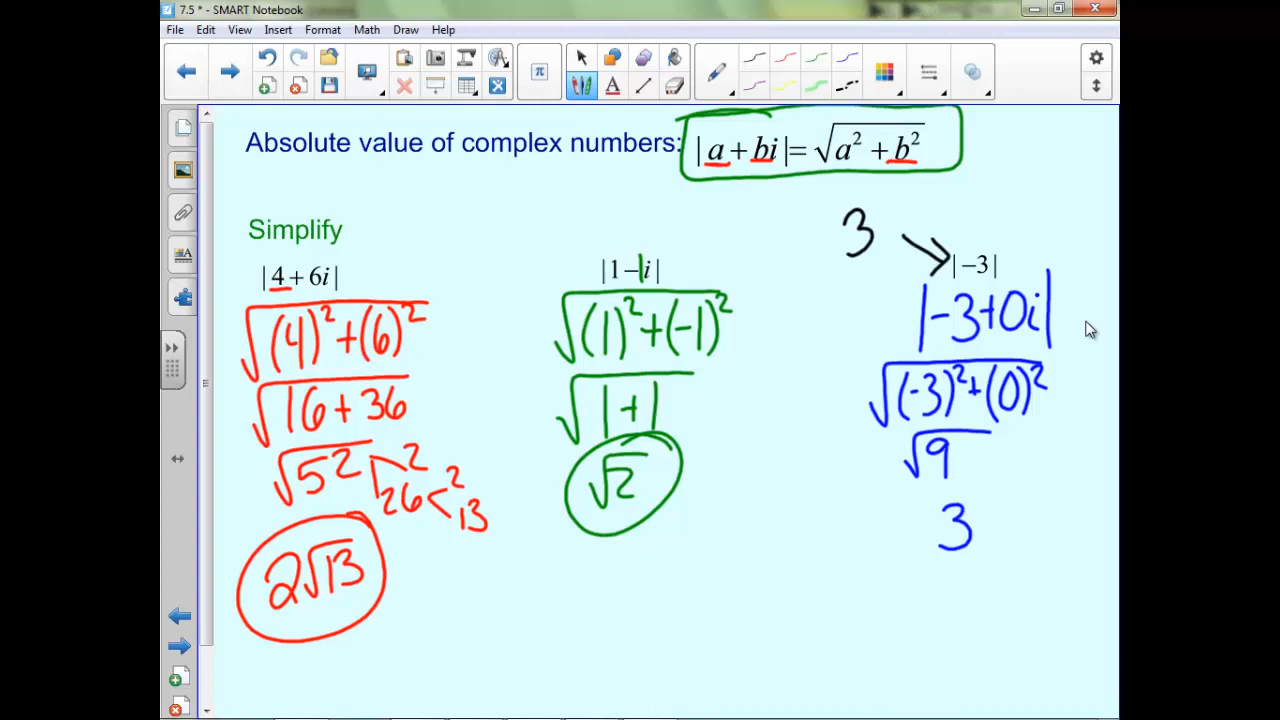 7.5 * - SMART Notebook
File Edit View Insert Format Math Draw Help
π
A
Absolute value of complex numbers: |a + bi| = √(a² + b²)
Simplify
3
|4 + 6i|
√((4)² + (6)²)
√(16 + 36)
√52
2
26
2
13
2√13
|1 - 1i|
√((1)² + (-1)²)
√(1 + 1)
√2
|-3|
|-3 + 0i|
√((-3)² + (0)²)
√9
3